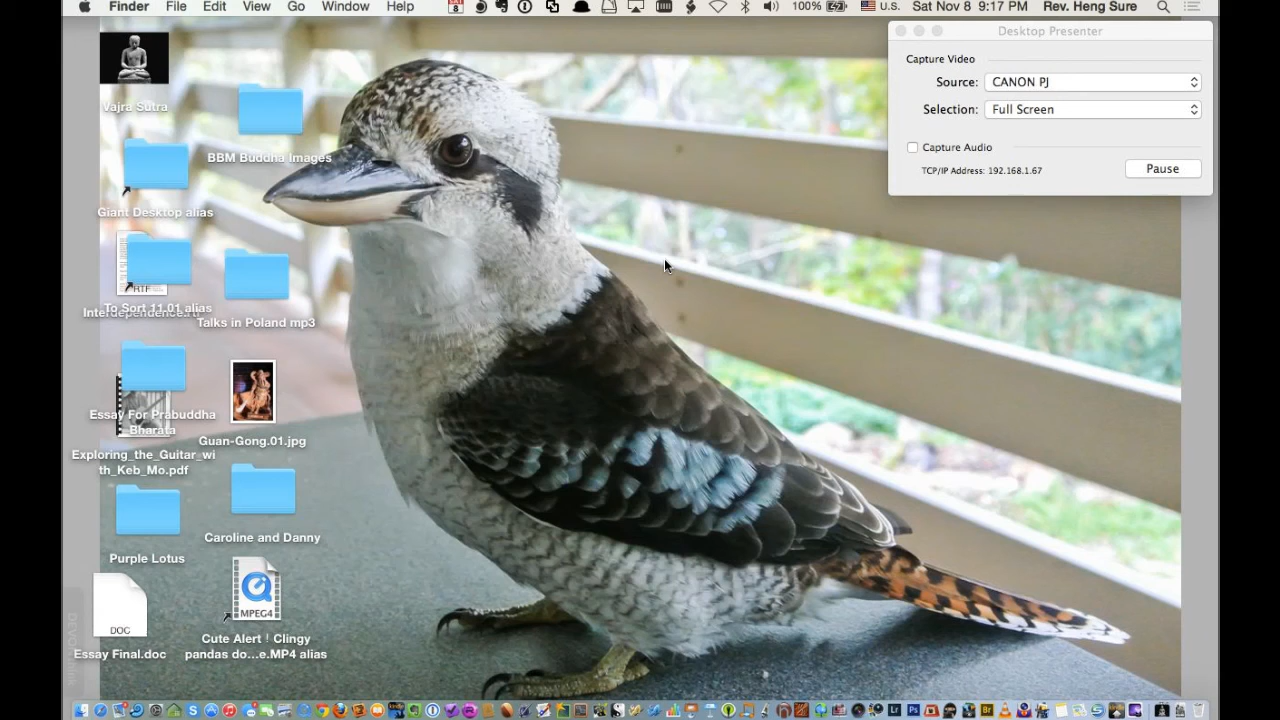 Finder File Edit View Go Window Help
100% U.S. Sat Nov 8 9:17 PM Rev. Heng Sure
Desktop Presenter
Capture Video
Source: CANON PJ
Selection: Full Screen
Capture Audio
TCP/IP Address: 192.168.1.67
Pause
Vajra Sutra
BBM Buddha Images
Giant Desktop alias
To Sort 11.01 alias
Talks in Poland mp3
Essay For Prabuddha
Bharata
Guan-Gong.01.jpg
Exploring_the_Guitar_wi
th_Keb_Mo.pdf
Caroline and Danny
Purple Lotus
MPEG4
DOC
Cute Alert ! Clingy
pandas do...e.MP4 alias
Essay Final.doc